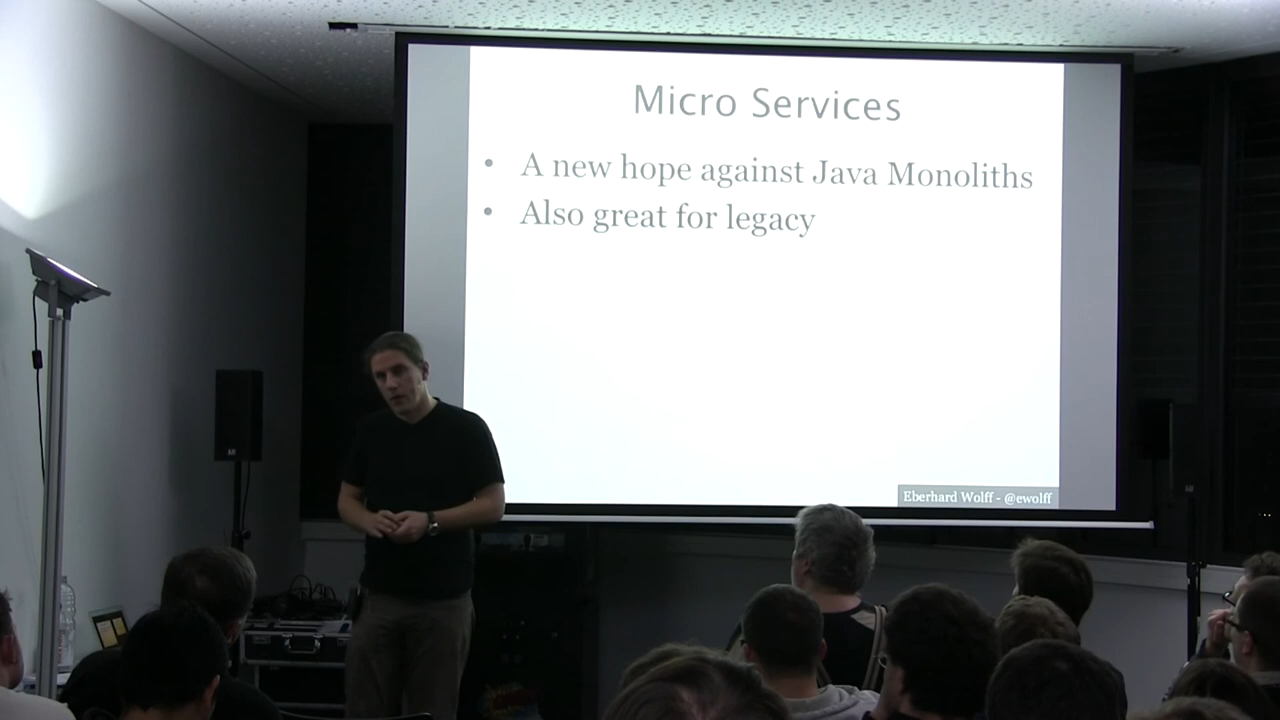 Micro Services
• A new hope against Java Monoliths
• Also great for legacy
Eberhard Wolff - @ewolff